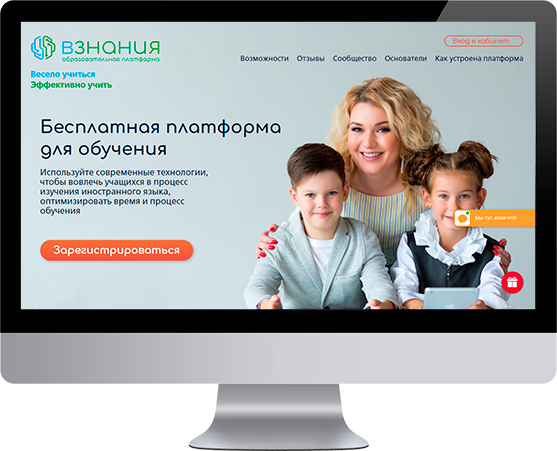 ВЗНАНИЯ
образовательная платформа
Весело учиться
Эффективно учить
Вход в кабинет
Возможности Отзывы Сообщество Основатели Как устроена платформа
Бесплатная платформа
для обучения
Используйте современные технологии,
чтобы вовлечь учащихся в процесс
изучения иностранного языка,
оптимизировать время и процесс
обучения
Мы тут, если что!
Зарегистрироваться